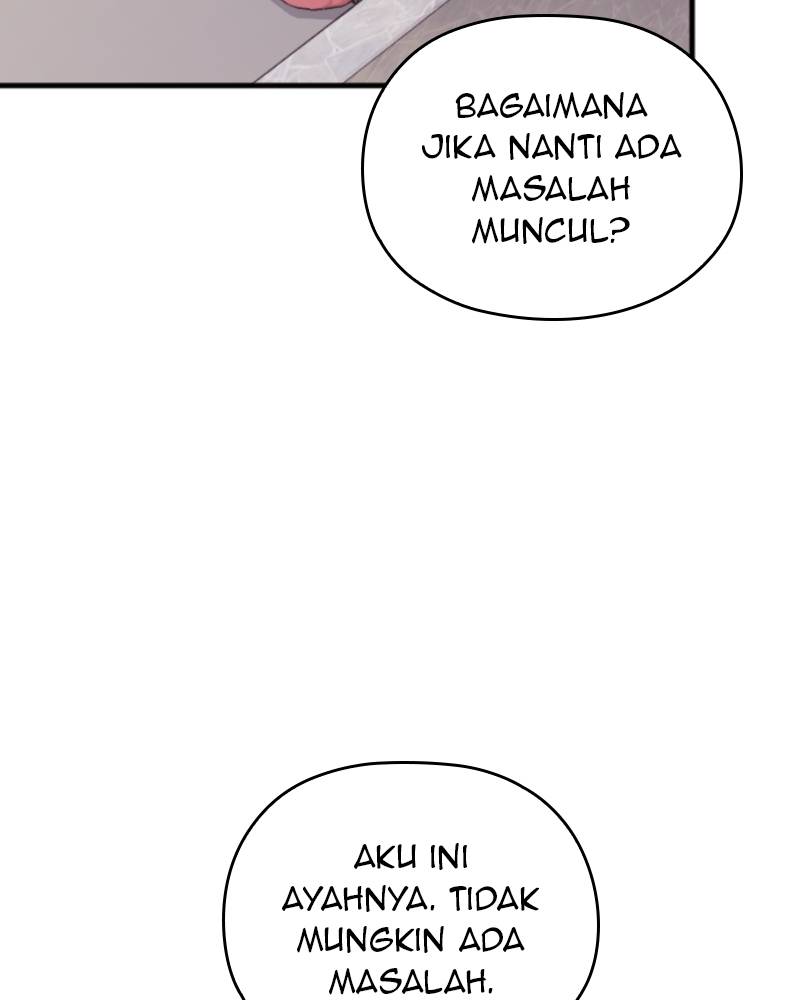 BAGAIMANA
JIKA NANTI ADA
MASALAH
MUNCUL?
AKU INI
AYAHNYA. TIDAK
MUNGKIN ADA
MASALAH.